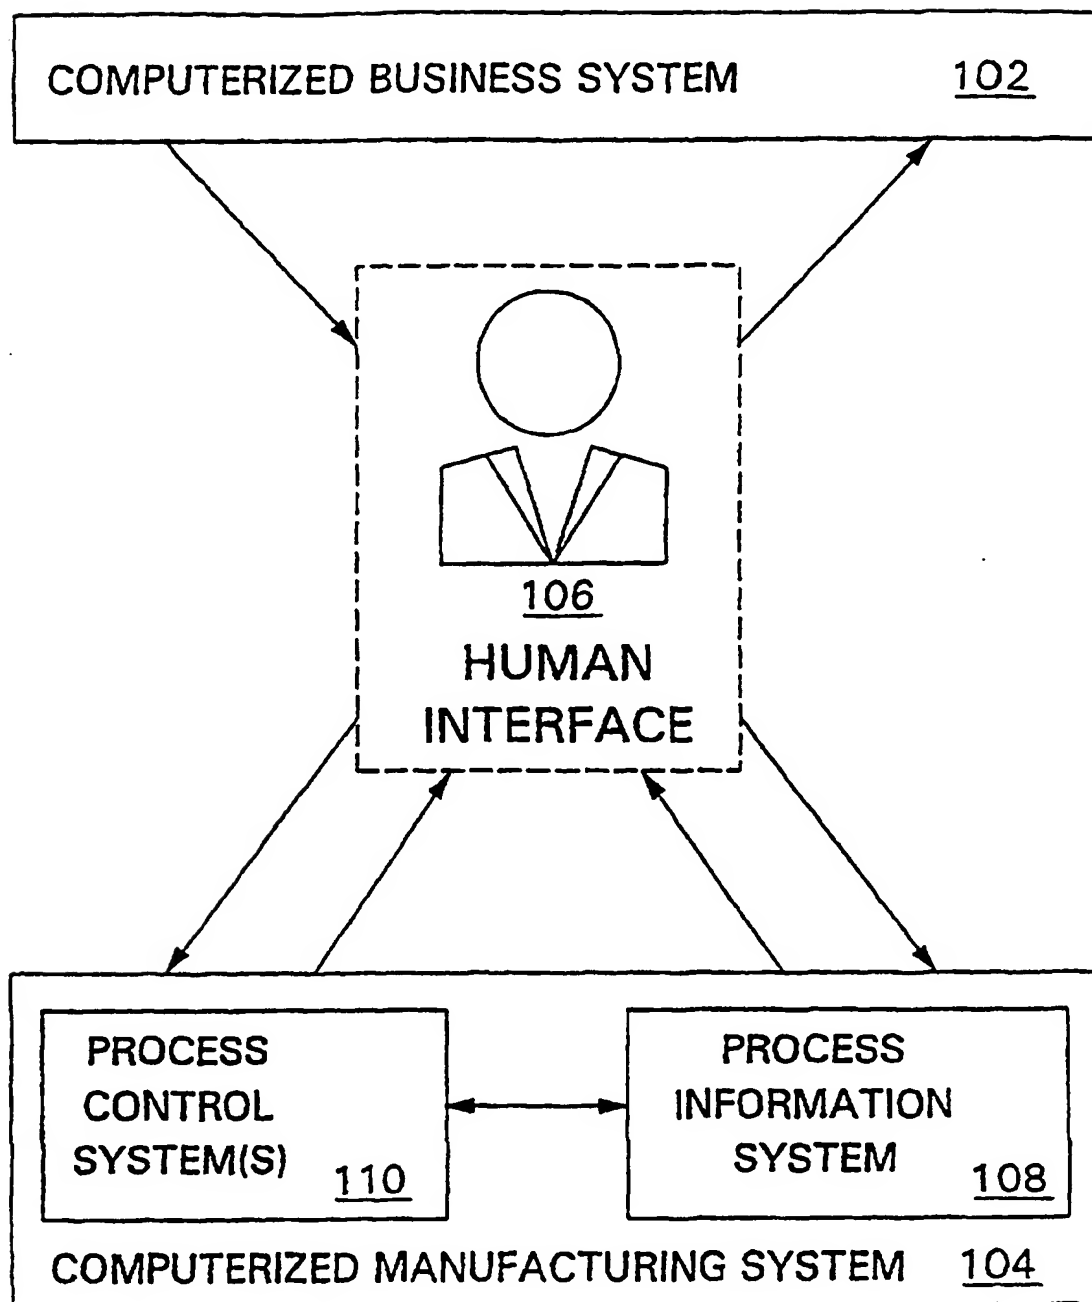 COMPUTERIZED BUSINESS SYSTEM 102
106
HUMAN
INTERFACE
PROCESS
CONTROL
SYSTEM(S) 110
PROCESS
INFORMATION
SYSTEM 108
COMPUTERIZED MANUFACTURING SYSTEM 104